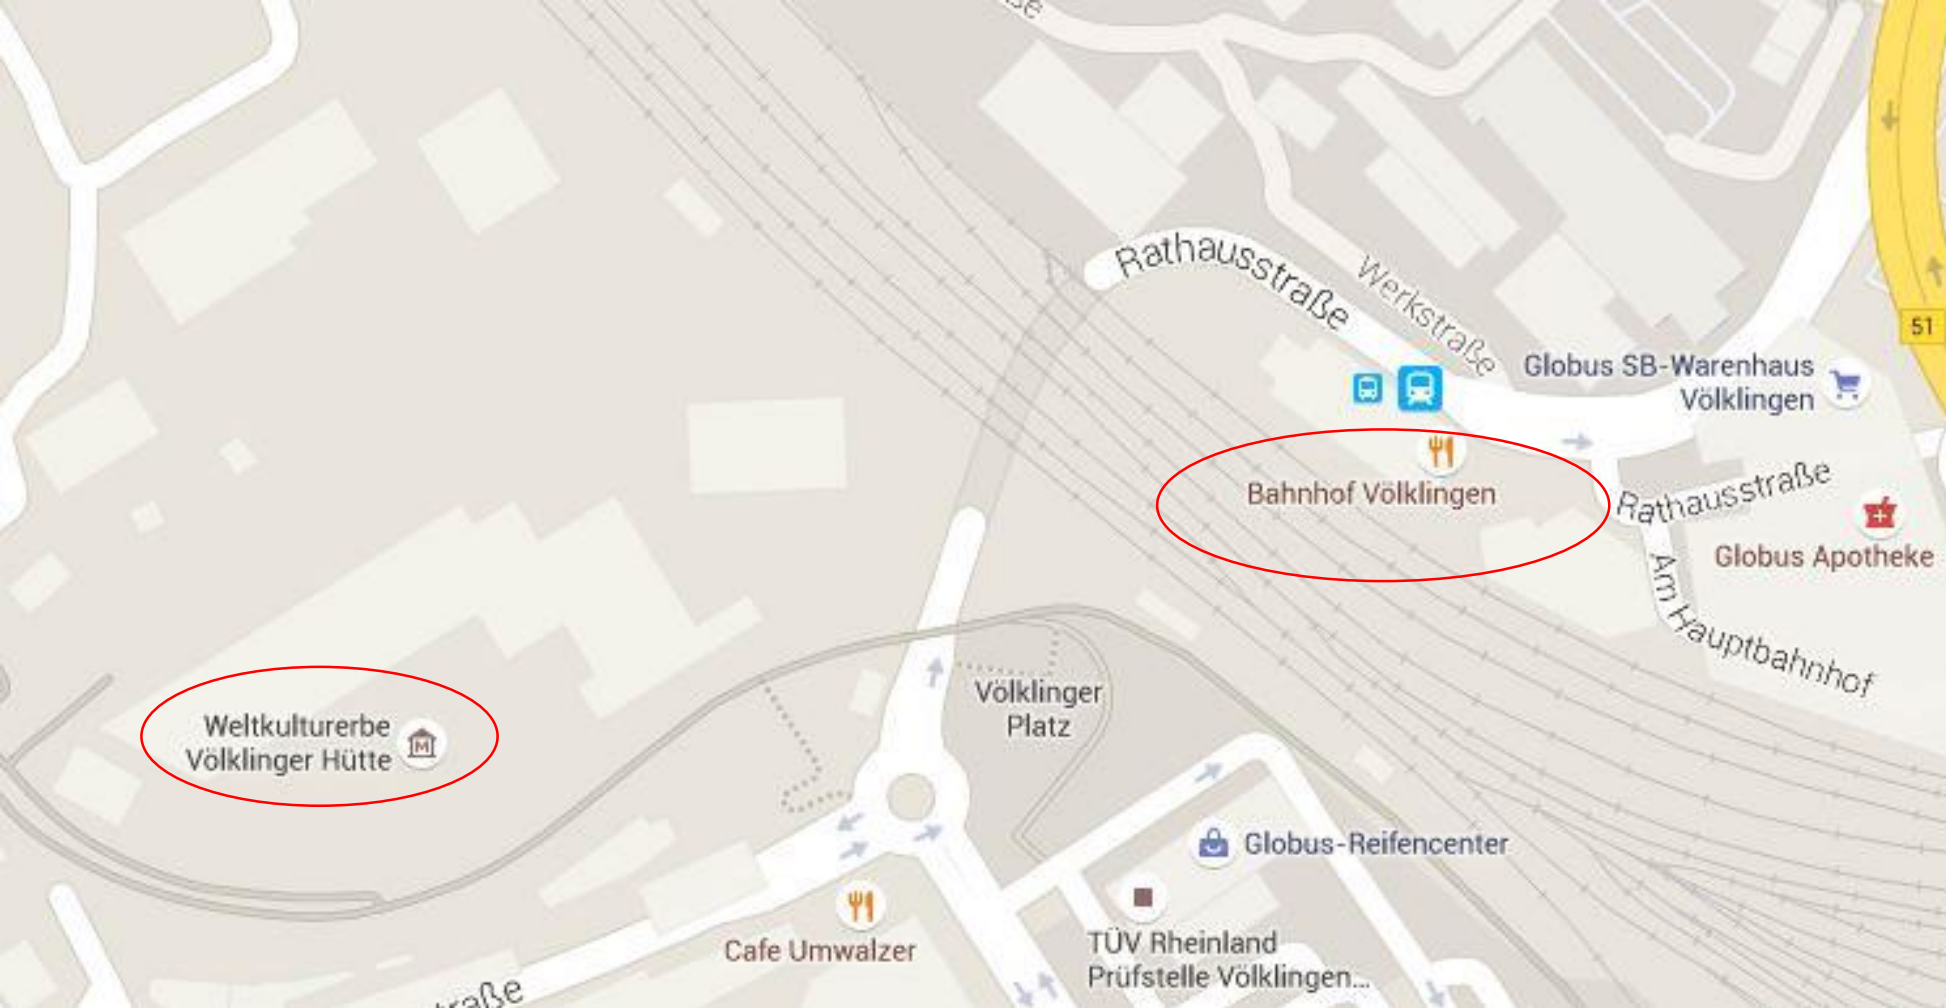 Rathausstraße
Werkstraße
51
Globus SB-Warenhaus
Völklingen
Bahnhof Völklingen
Rathausstraße
Globus Apotheke
Am Hauptbahnhof
Völklinger
Platz
Weltkulturerbe
Völklinger Hütte
M
Globus-Reifencenter
Cafe Umwalzer
TÜV Rheinland
Prüfstelle Völklingen...
raße